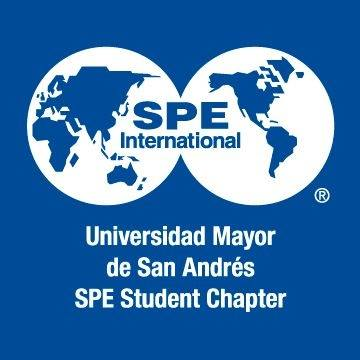 SPE
International
®
Universidad Mayor
de San Andrés
SPE Student Chapter